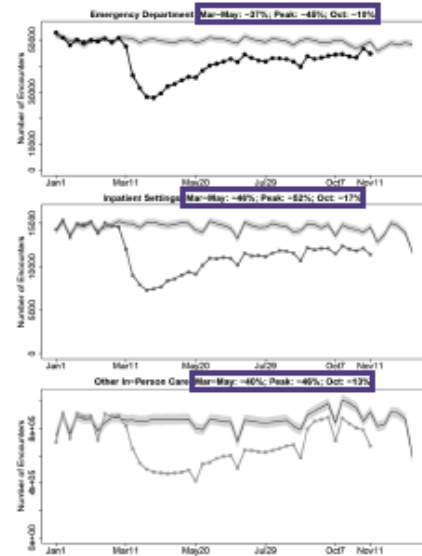 Emergency Department: Mar−May: −37%; Peak: −45%; Oct: −10%
Number of Encounters
0 10000 30000 50000
Jan1 Mar11 May20 Jul29 Oct7 Nov11
Inpatient Settings: Mar−May: −46%; Peak: −52%; Oct: −17%
Number of Encounters
0 5000 10000 15000
Jan1 Mar11 May20 Jul29 Oct7 Nov11
Other In−Person Care: Mar−May: −40%; Peak: −46%; Oct: −13%
Number of Encounters
0e+00 4e+05 8e+05
Jan1 Mar11 May20 Jul29 Oct7 Nov11